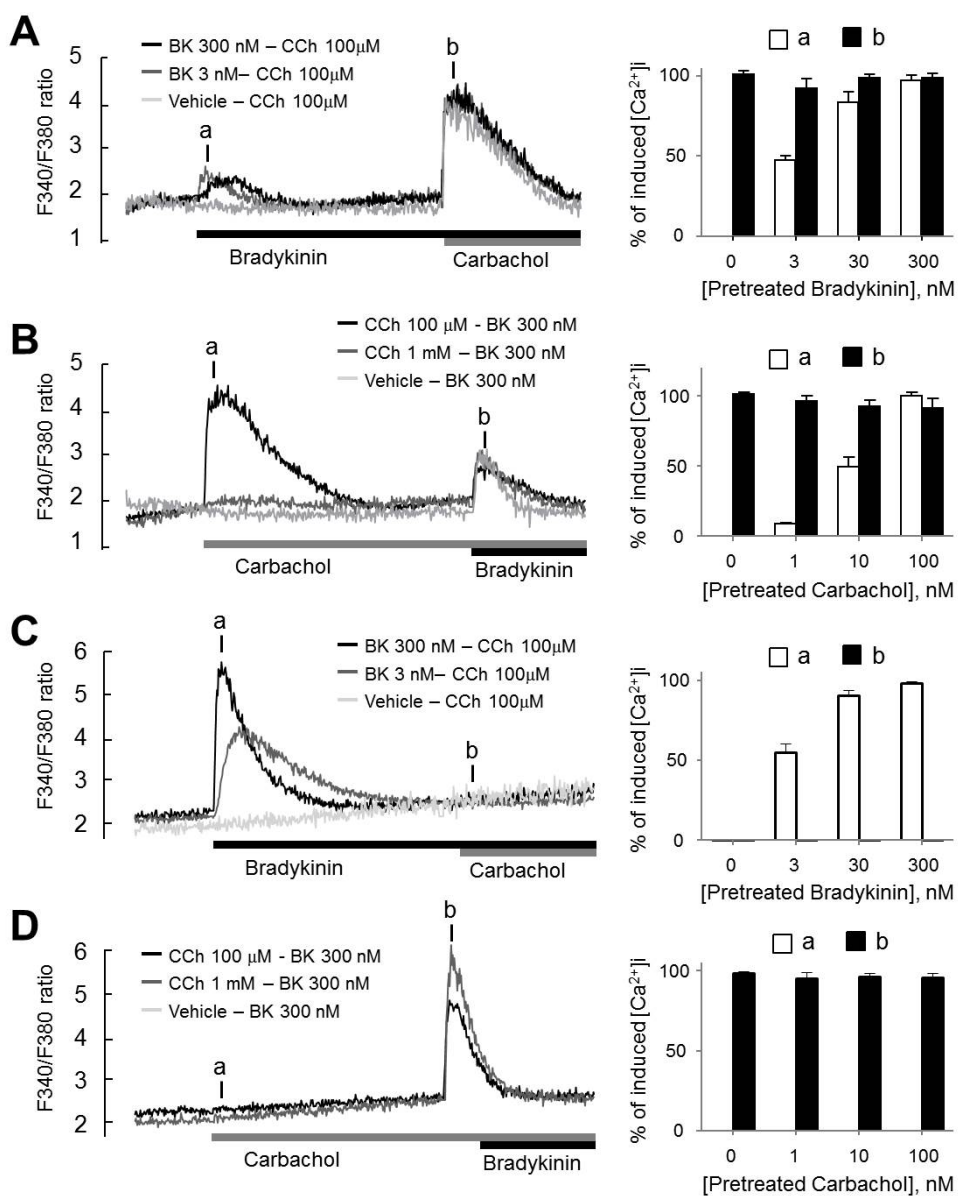 A
BK 300 nM – CCh 100μM
BK 3 nM– CCh 100μM
Vehicle – CCh 100μM
F340/F380 ratio
5
4
3
2
1
a
b
Bradykinin
Carbachol
a
b
% of induced [Ca2+]i
100
50
0
0 3 30 300
[Pretreated Bradykinin], nM
B
CCh 100 μM - BK 300 nM
CCh 1 mM – BK 300 nM
Vehicle – BK 300 nM
F340/F380 ratio
5
4
3
2
1
a
b
Carbachol
Bradykinin
a
b
% of induced [Ca2+]i
100
50
0
0 1 10 100
[Pretreated Carbachol], nM
C
BK 300 nM – CCh 100μM
BK 3 nM– CCh 100μM
Vehicle – CCh 100μM
F340/F380 ratio
6
5
4
3
2
a
b
Bradykinin
Carbachol
a
b
% of induced [Ca2+]i
100
50
0
0 3 30 300
[Pretreated Bradykinin], nM
D
CCh 100 μM - BK 300 nM
CCh 1 mM – BK 300 nM
Vehicle – BK 300 nM
F340/F380 ratio
6
5
4
3
2
a
b
Carbachol
Bradykinin
a
b
% of induced [Ca2+]i
100
50
0
0 1 10 100
[Pretreated Carbachol], nM